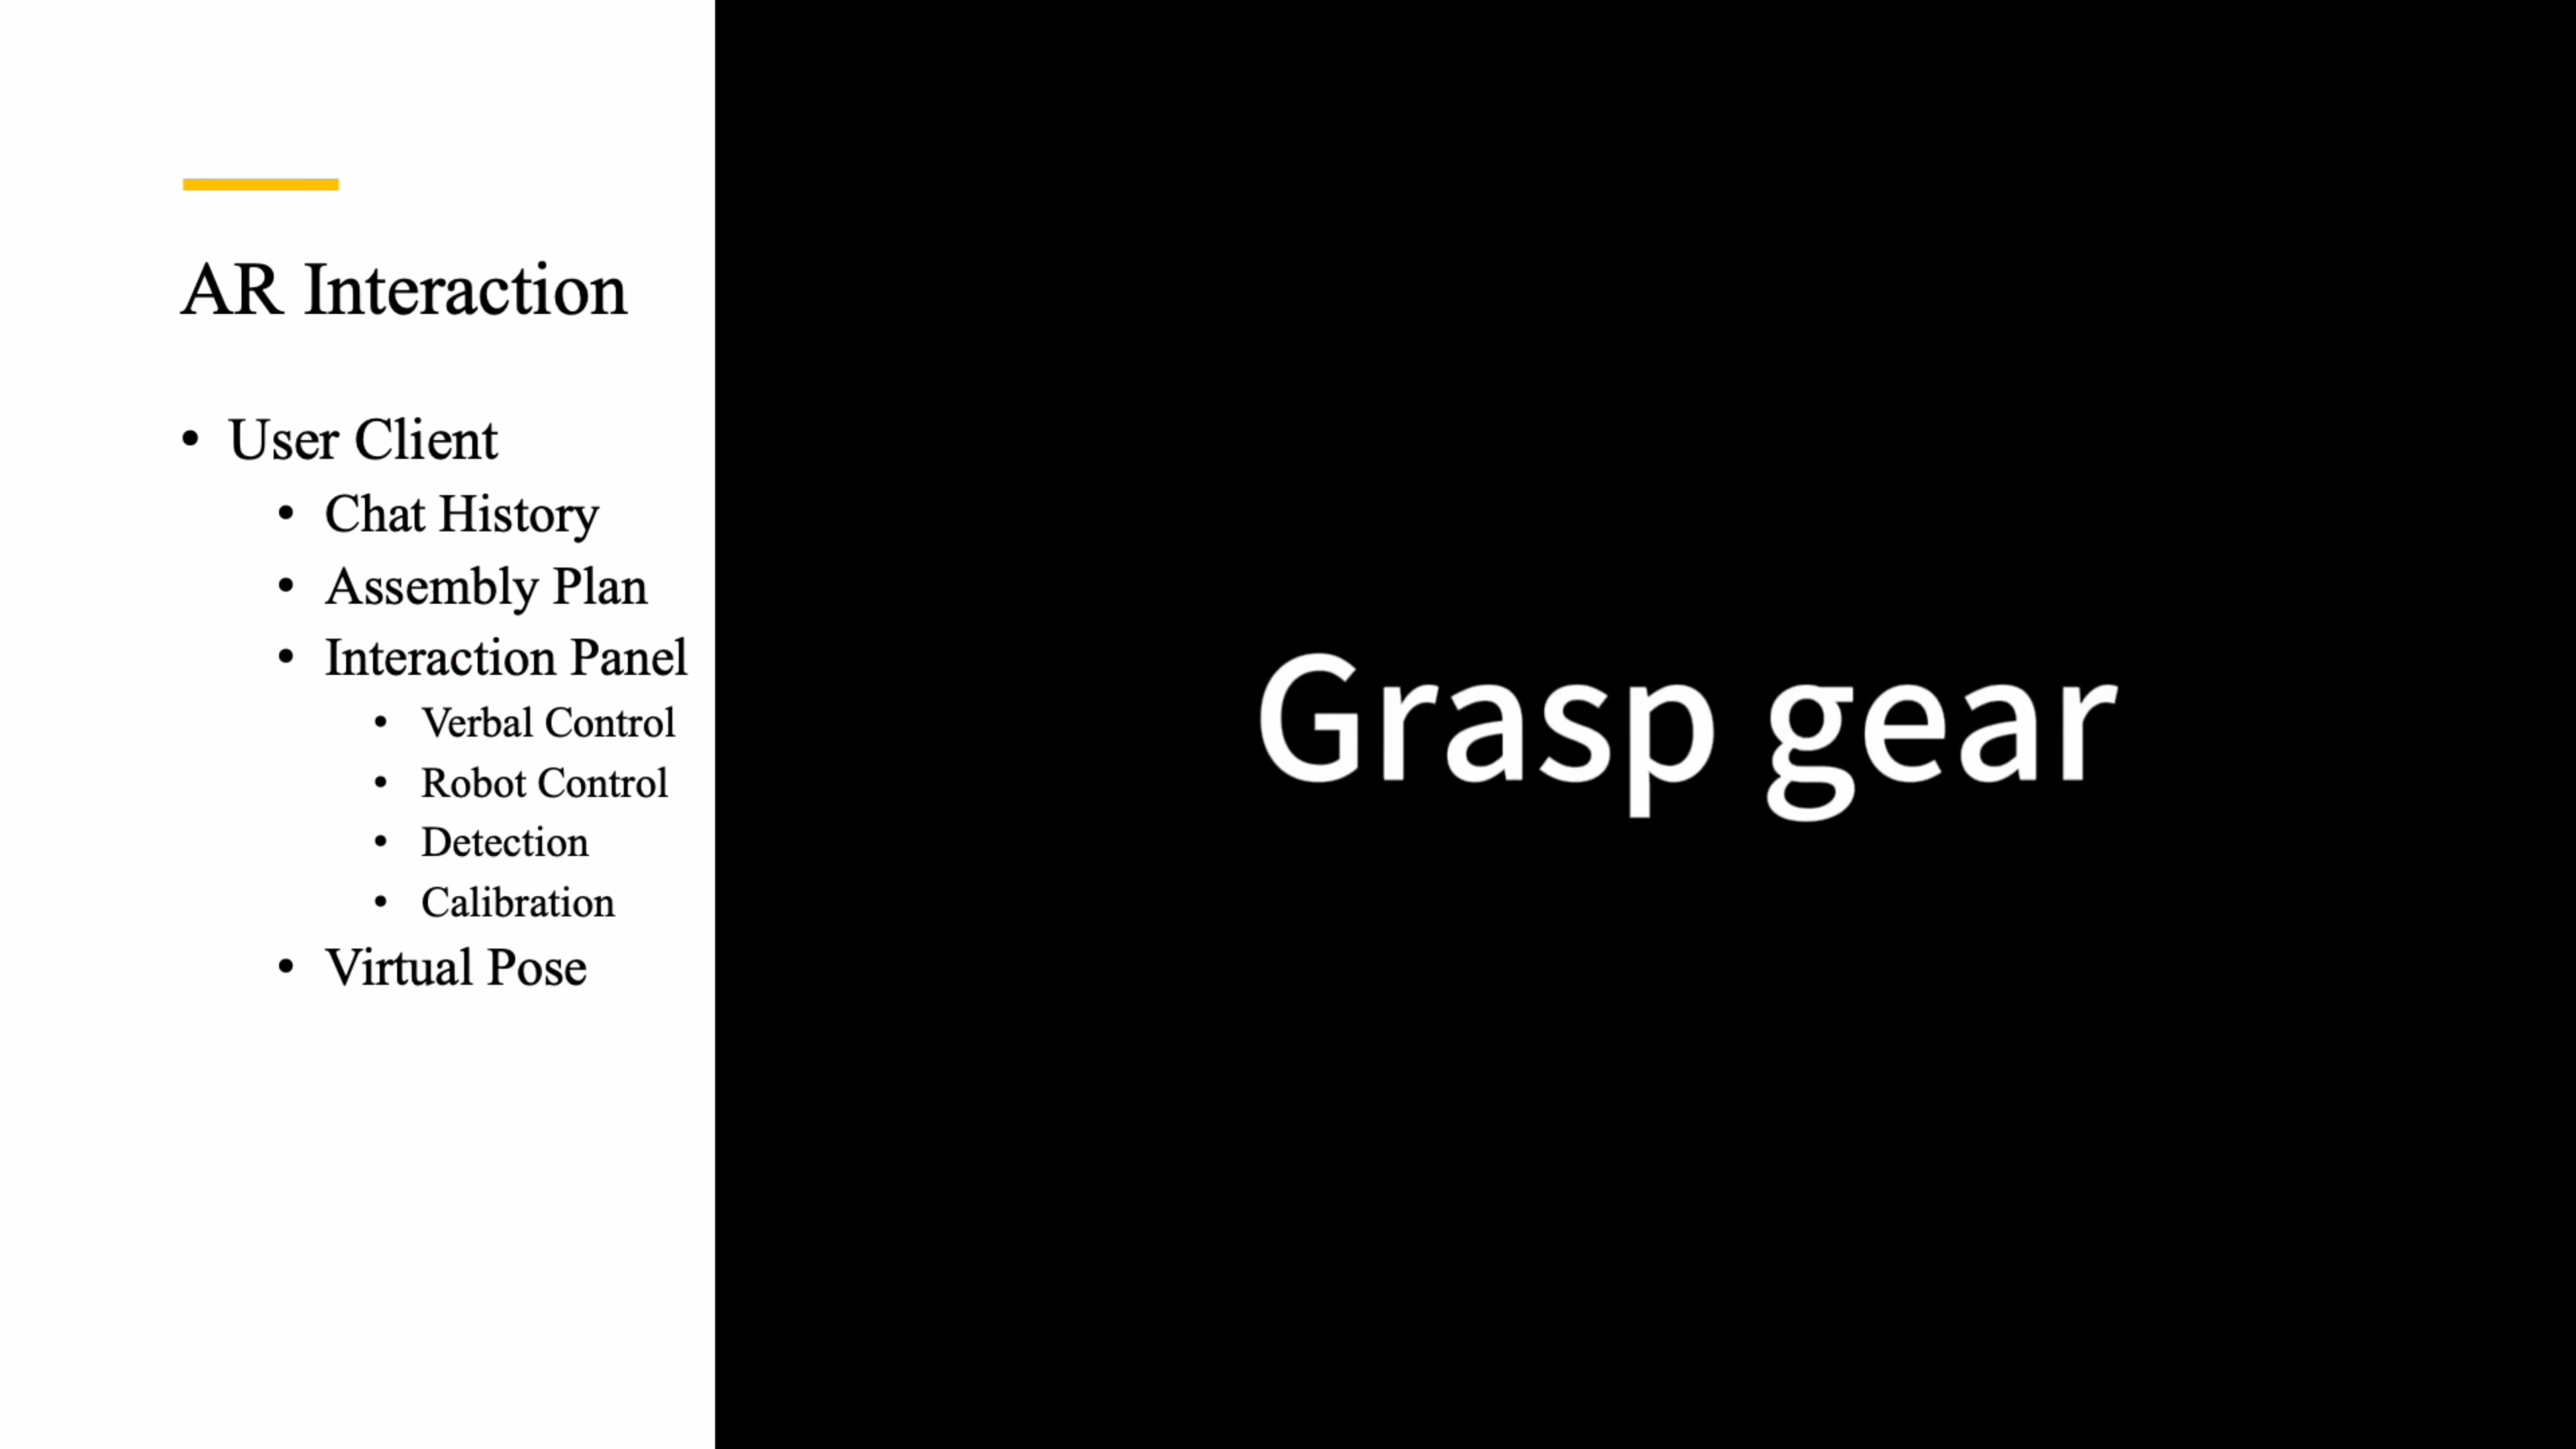 AR Interaction
• User Client
• Chat History
• Assembly Plan
• Interaction Panel
• Verbal Control
• Robot Control
• Detection
• Calibration
• Virtual Pose
Grasp gear